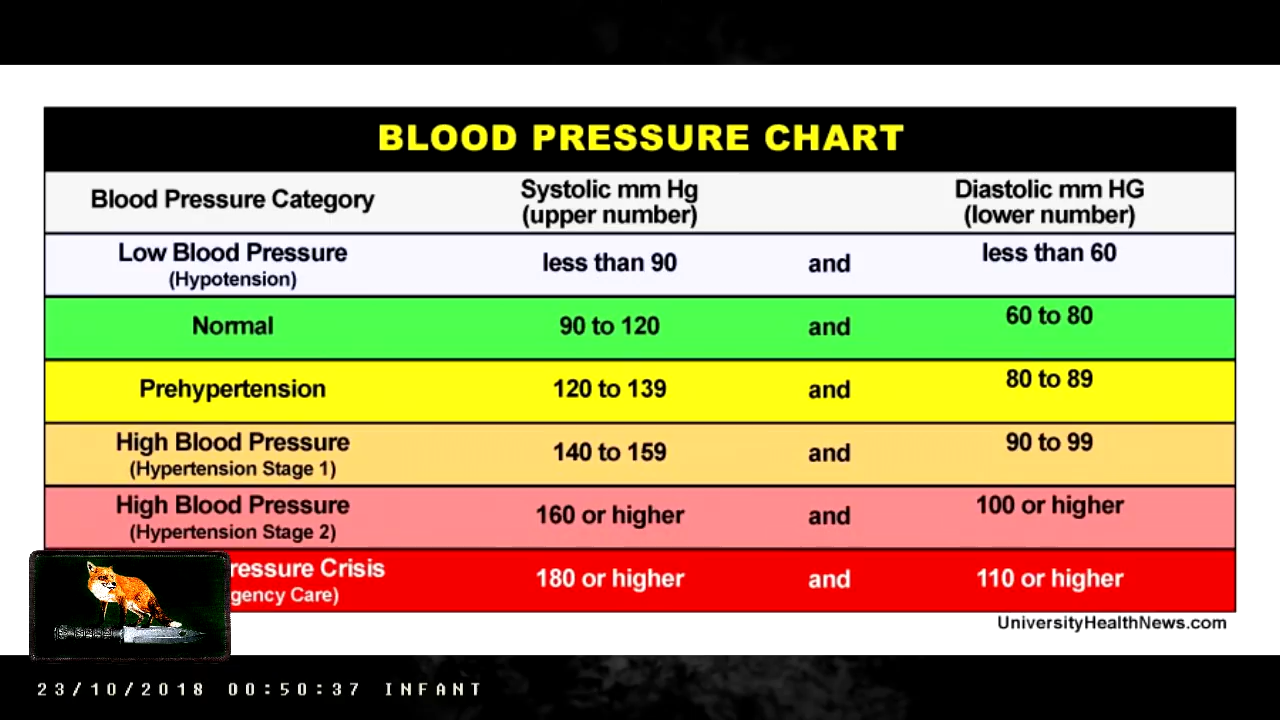 BLOOD PRESSURE CHART
Blood Pressure Category
Systolic mm Hg
(upper number)
Diastolic mm HG
(lower number)
Low Blood Pressure
(Hypotension)
less than 90
and
less than 60
Normal
90 to 120
and
60 to 80
Prehypertension
120 to 139
and
80 to 89
High Blood Pressure
(Hypertension Stage 1)
140 to 159
and
90 to 99
High Blood Pressure
(Hypertension Stage 2)
160 or higher
and
100 or higher
Crisis
Care)
180 or higher
and
110 or higher
UniversityHealthNews.com
23/10/2018 00:50:37 INFANT